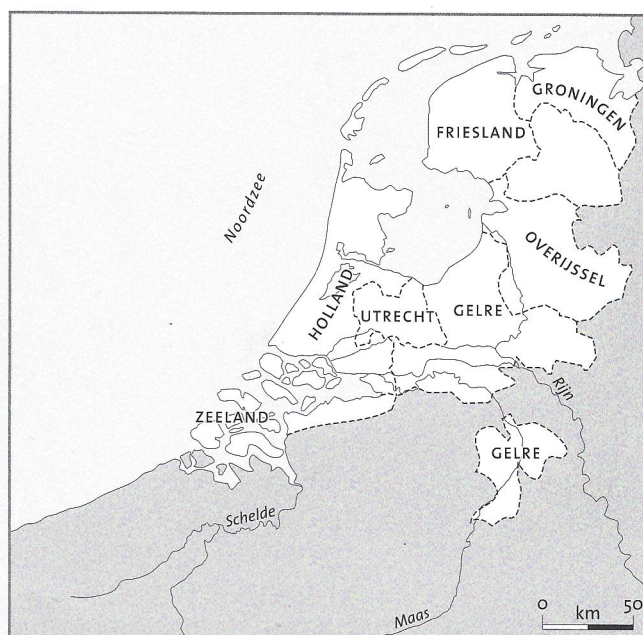 GRONINGEN
FRIESLAND
Noordzee
OVERIJSSEL
HOLLAND
UTRECHT
GELRE
Rijn
ZEELAND
GELRE
Schelde
Maas
0 km 50